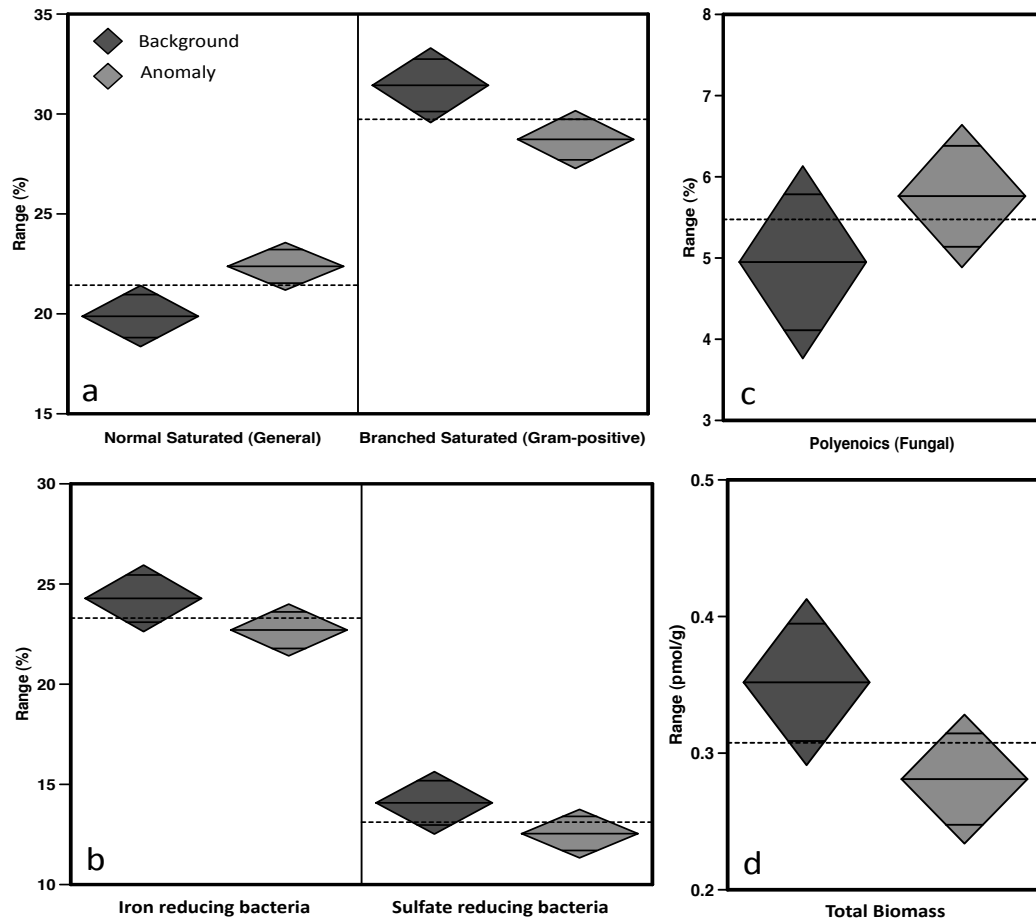 35
30
25
20
15
Range (%)
Background
Anomaly
a
Normal Saturated (General)
Branched Saturated (Gram-positive)
8
7
6
5
4
3
Range (%)
c
Polyenoics (Fungal)
30
25
20
15
10
Range (%)
b
Iron reducing bacteria
Sulfate reducing bacteria
0.5
0.4
0.3
0.2
Range (pmol/g)
d
Total Biomass